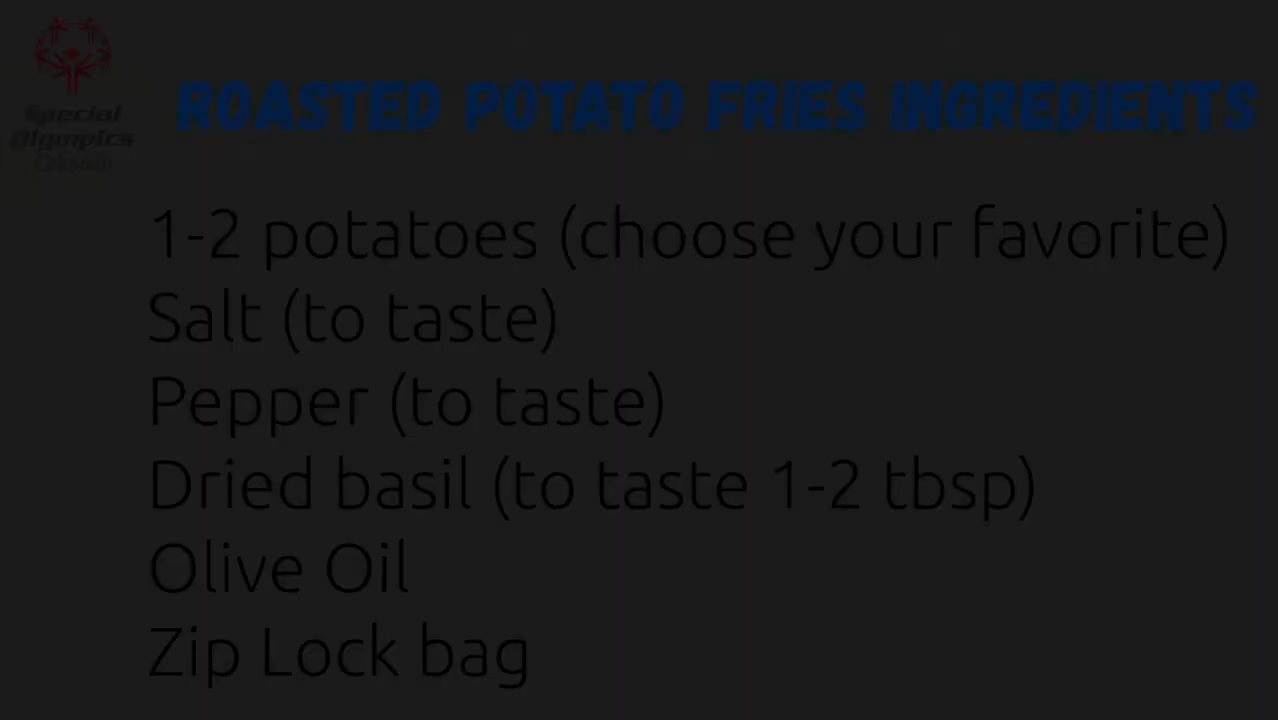 Special
Olympics
ROASTED POTATO FRIES INGREDIENTS
1-2 potatoes (choose your favorite)
Salt (to taste)
Pepper (to taste)
Dried basil (to taste 1-2 tbsp)
Olive Oil
Zip Lock bag